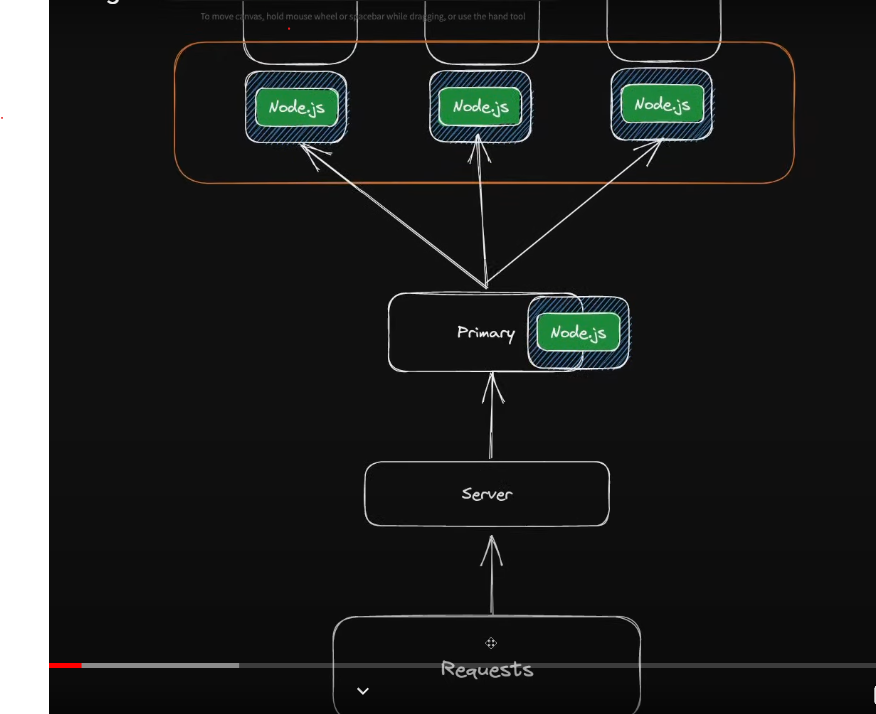 To move canvas, hold mouse wheel or spacebar while dragging, or use the hand tool
Node.js
Node.js
Node.js
Primary
Node.js
Server
Requests